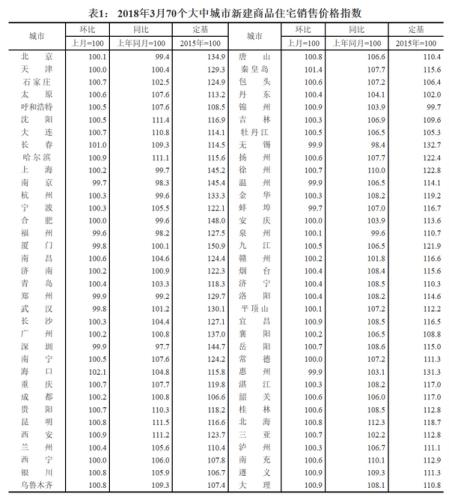 表1: 2018年3月70个大中城市新建商品住宅销售价格指数
城市 环比 同比 定基 城市 环比 同比 定基
上月=100 上年同月=100 2015年=100 上月=100 上年同月=100 2015年=100
北京 100.1 99.4 134.9 唐山 100.8 106.6 110.4
天津 100.0 100.4 129.3 秦皇岛 101.4 107.7 115.6
石家庄 100.7 102.5 124.9 包头 100.3 106.2 106.4
太原 100.6 107.6 113.2 丹东 100.4 104.1 102.0
呼和浩特 100.5 107.6 108.5 锦州 100.9 103.9 99.7
沈阳 100.5 111.4 116.9 吉林 100.3 106.9 109.6
大连 100.7 110.8 114.1 牡丹江 100.5 106.5 105.3
长春 101.0 109.3 114.5 无锡 99.9 98.4 132.7
哈尔滨 100.9 111.1 115.6 扬州 100.6 107.7 122.4
上海 100.2 99.7 145.2 徐州 100.7 110.0 122.8
南京 99.7 98.3 145.4 温州 99.9 106.5 114.1
杭州 100.3 99.6 133.3 金华 100.3 108.2 119.2
宁波 100.3 105.5 122.1 蚌埠 99.7 107.0 116.7
合肥 100.0 99.6 148.0 安庆 100.0 103.9 113.6
福州 99.6 98.2 127.5 泉州 100.1 99.6 110.7
厦门 99.8 100.1 150.9 九江 100.5 106.5 121.9
南昌 100.6 104.6 124.4 赣州 100.2 101.8 116.6
济南 100.2 100.9 122.3 烟台 100.4 108.4 115.6
青岛 100.4 103.3 118.3 济宁 100.4 108.5 110.3
郑州 99.9 99.2 129.7 洛阳 100.4 108.2 114.6
武汉 99.8 101.2 130.1 平顶山 100.1 107.2 112.2
长沙 100.3 104.4 127.1 宜昌 100.9 108.5 116.5
广州 100.2 100.8 137.0 襄阳 100.2 106.5 108.8
深圳 99.9 97.7 144.7 岳阳 100.7 108.6 115.0
南宁 100.5 107.6 124.2 常德 100.0 107.2 111.3
海口 102.1 104.8 115.8 惠州 99.9 103.1 131.3
重庆 100.7 107.7 119.8 湛江 100.3 108.2 117.0
成都 100.2 100.8 106.6 韶关 100.6 106.0 117.0
贵阳 100.7 110.3 118.2 桂林 100.6 108.5 112.8
昆明 100.8 111.5 116.6 北海 100.8 112.3 118.7
西安 100.9 111.2 123.7 三亚 100.7 102.2 112.8
兰州 100.4 105.6 110.4 泸州 100.3 106.7 111.1
西宁 100.0 106.0 107.8 南充 100.6 110.1 112.9
银川 100.8 105.9 106.7 遵义 100.9 109.3 111.3
乌鲁木齐 100.8 109.3 107.4 大理 100.9 108.1 110.8